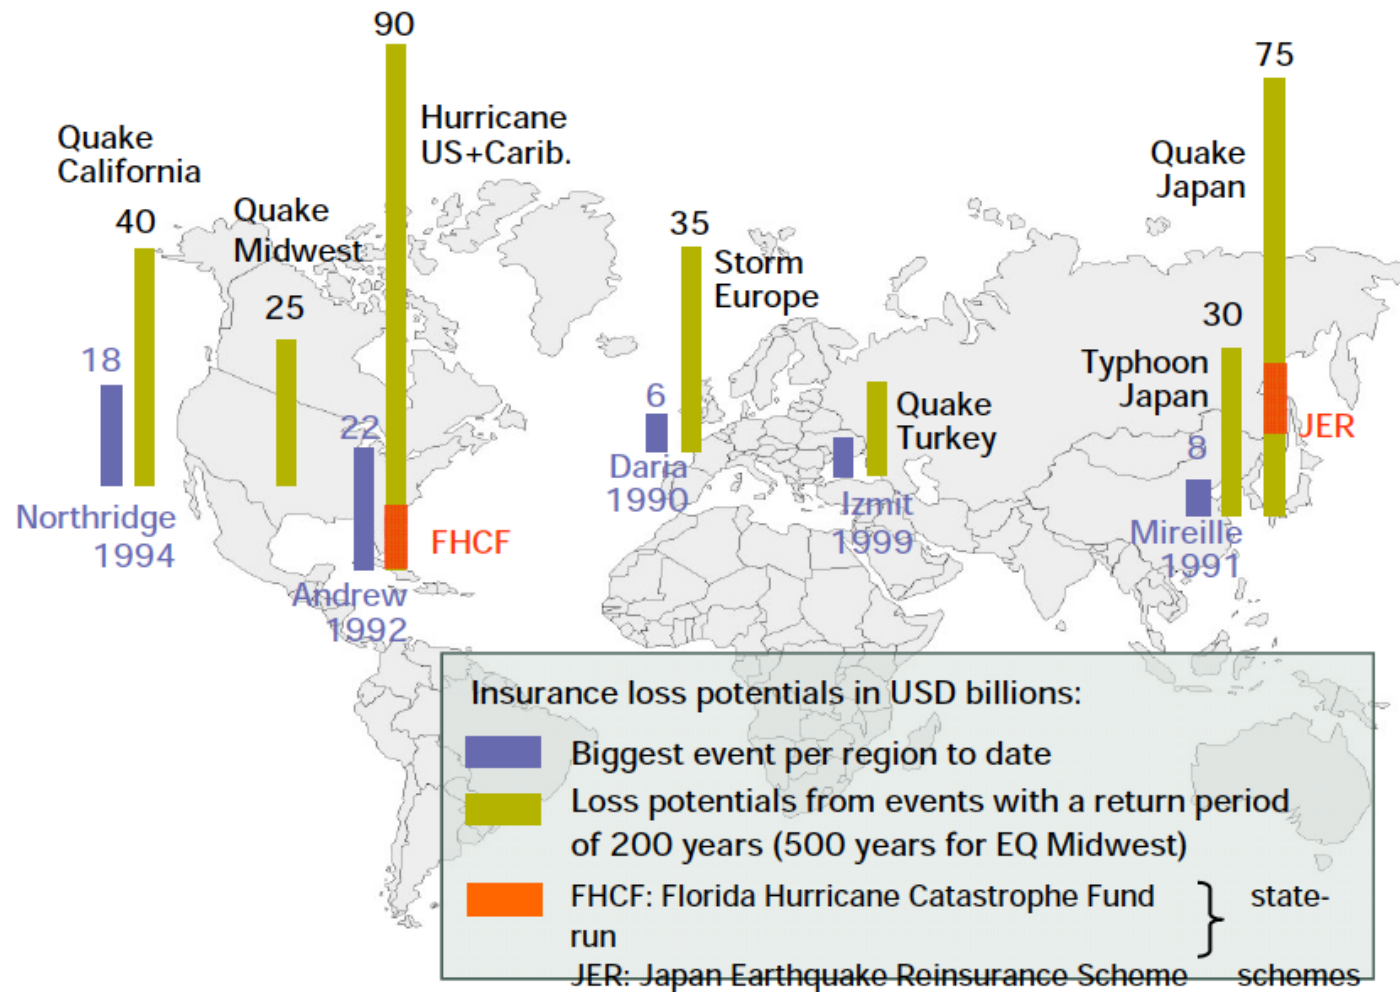 90
Hurricane
US+Carib.
Quake
California
40
Quake
Midwest
25
18
22
Northridge
1994
FHCF
Andrew
1992
35
Storm
Europe
6
Daria
1990
Quake
Turkey
Izmit
1999
75
Quake
Japan
30
Typhoon
Japan
JER
8
Mireille
1991
Insurance loss potentials in USD billions:
Biggest event per region to date
Loss potentials from events with a return period
of 200 years (500 years for EQ Midwest)
FHCF: Florida Hurricane Catastrophe Fund } state-
run
JER: Japan Earthquake Reinsurance Scheme schemes